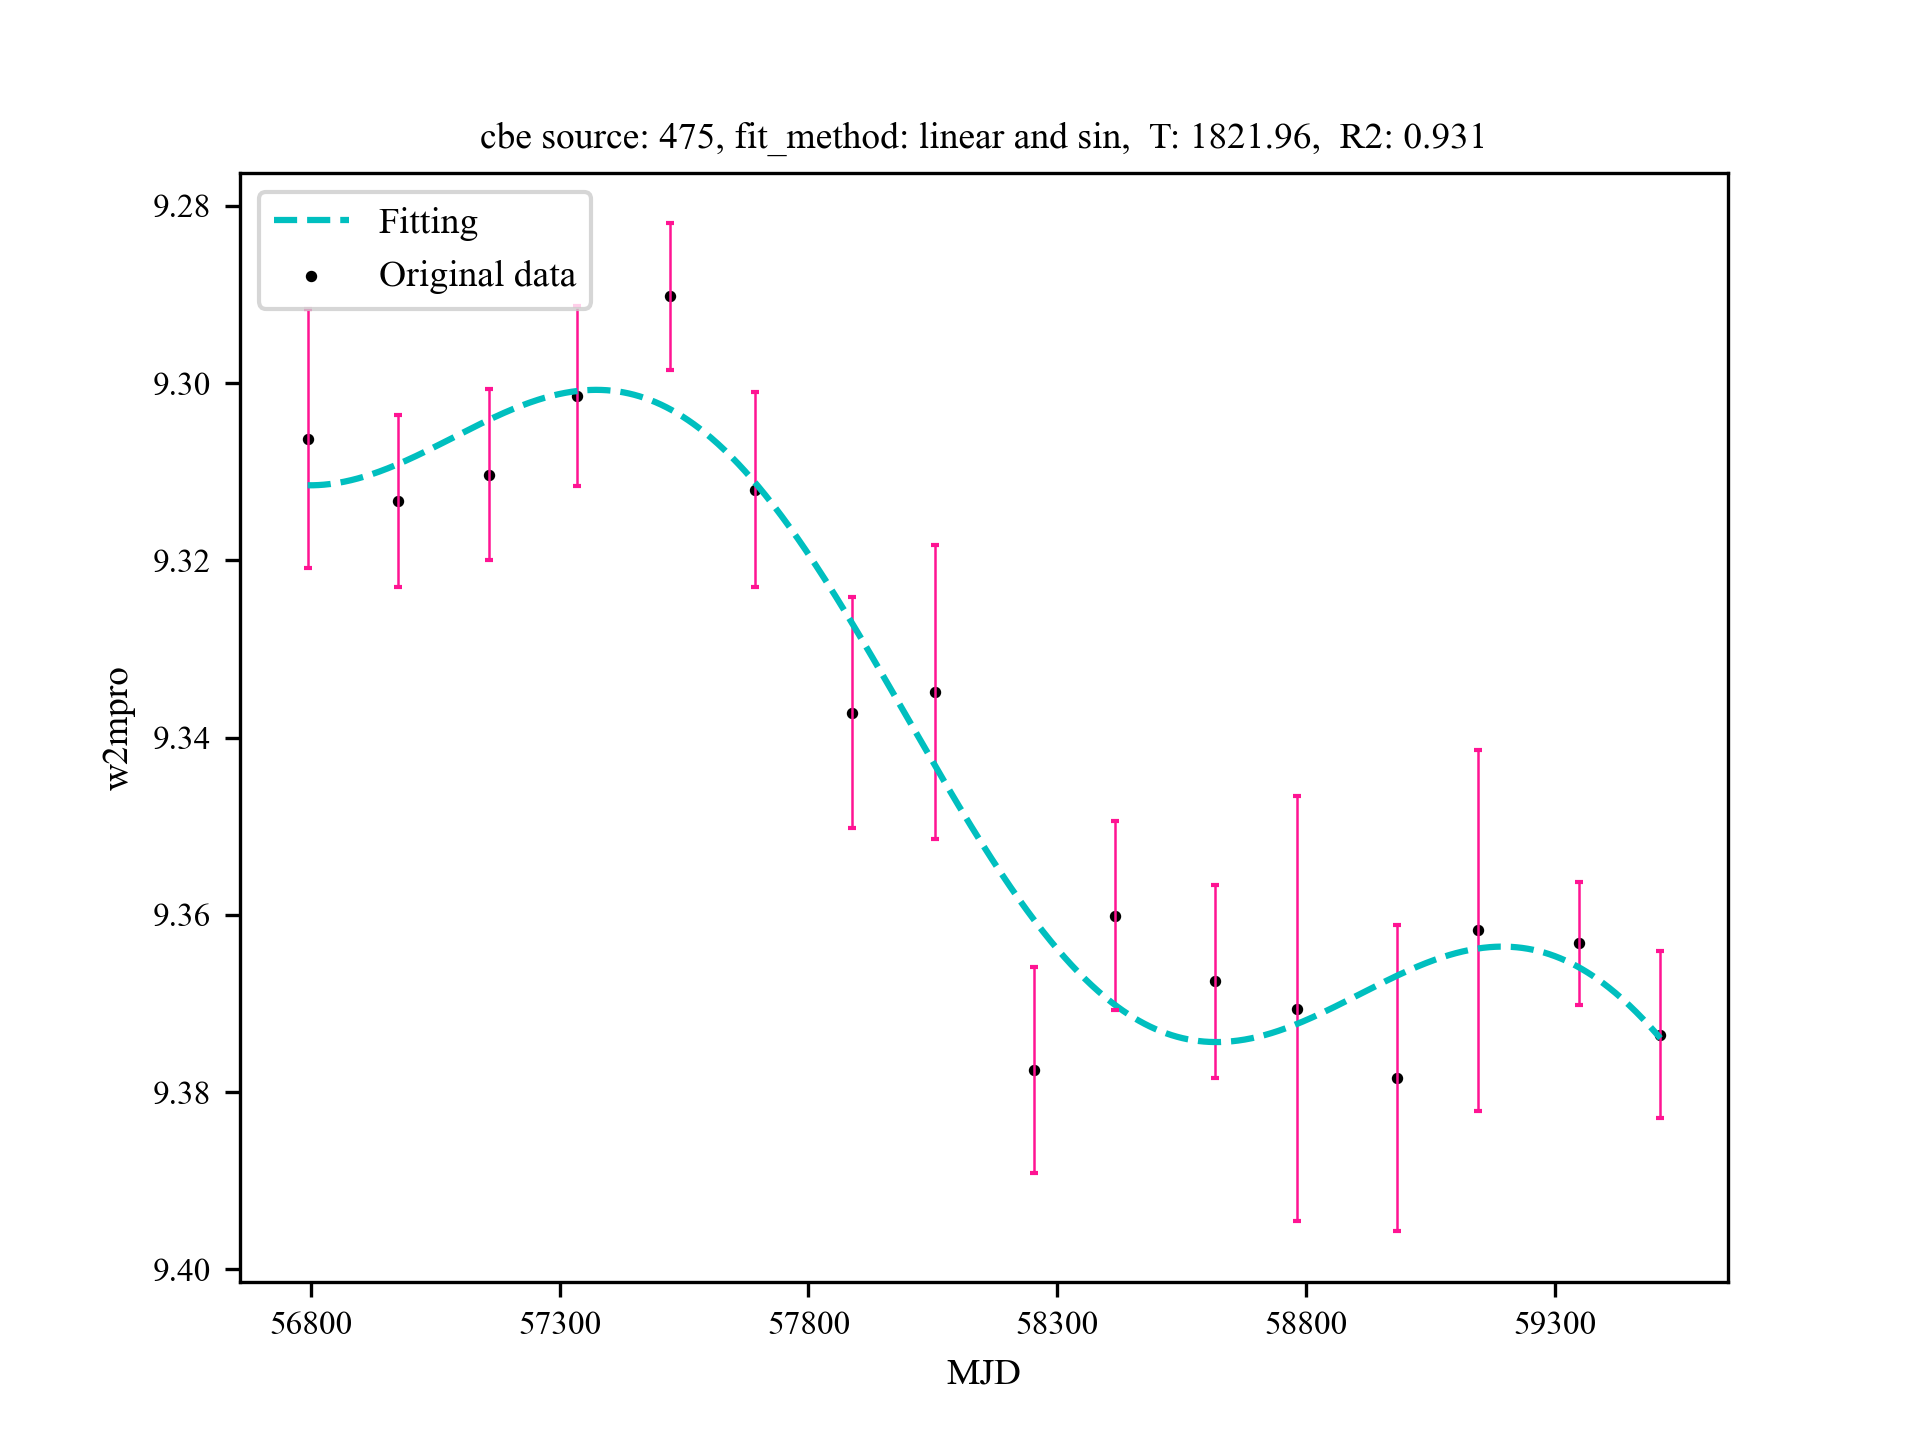 cbe source: 475, fit_method: linear and sin,  T: 1821.96,  R2: 0.931
Fitting
Original data
9.28
9.30
9.32
9.34
9.36
9.38
9.40
w2mpro
56800 57300 57800 58300 58800 59300
MJD